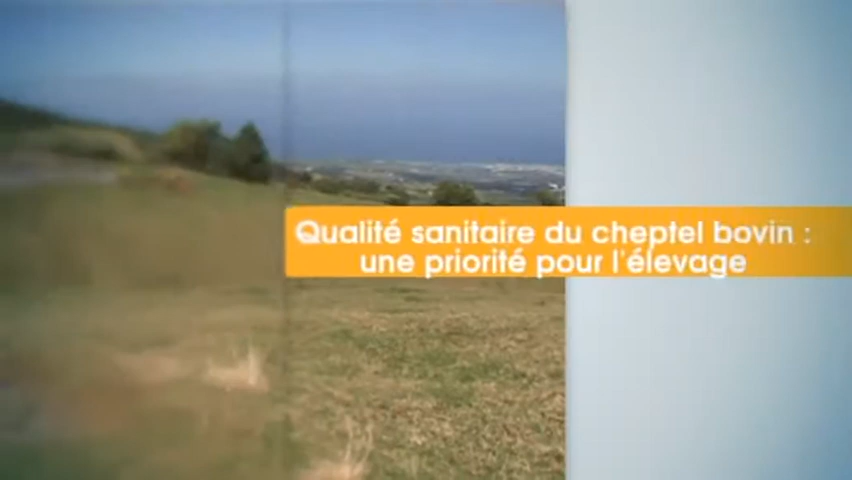 Qualité sanitaire du cheptel bovin :
une priorité pour l'élevage